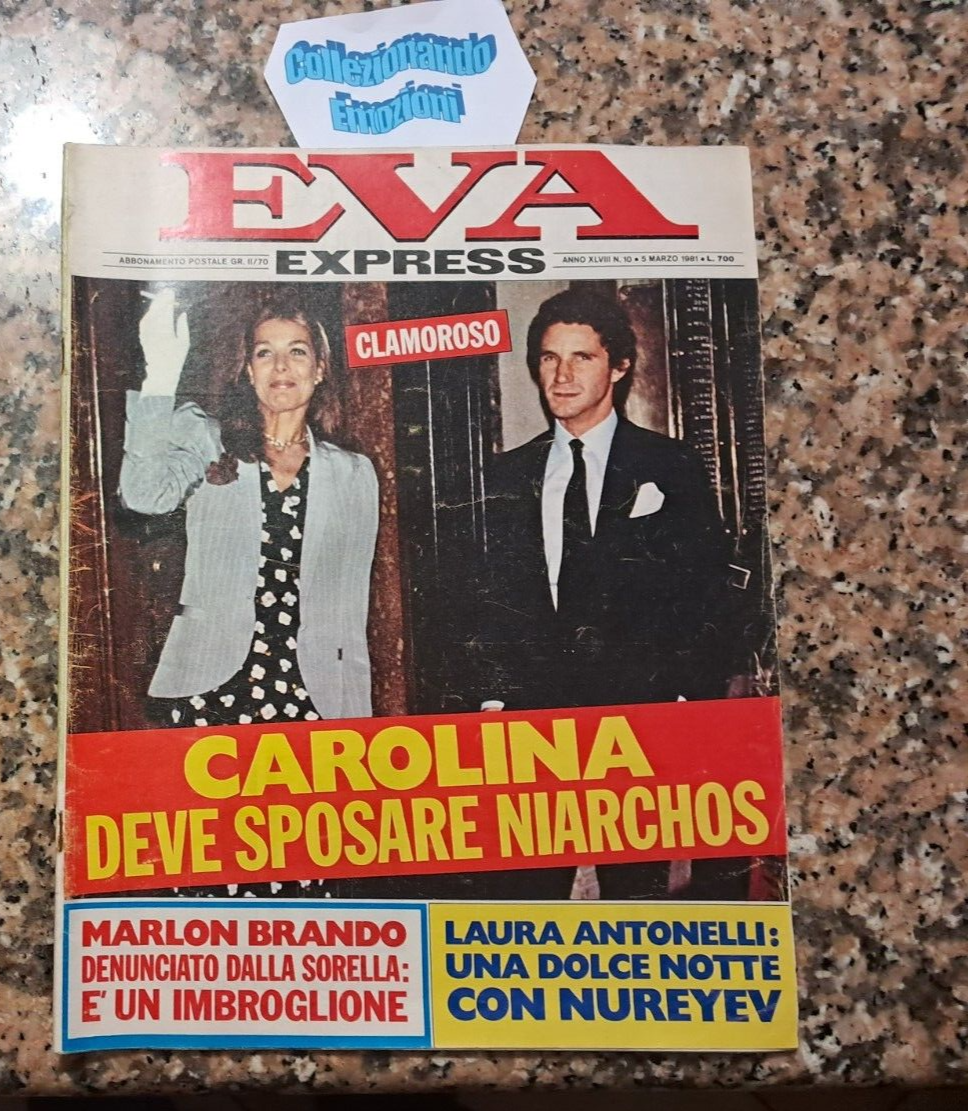 Collezionando
Emozioni
EVA
EXPRESS
ABBONAMENTO POSTALE GR. II/70
ANNO XLVIII N. 10 • 5 MARZO 1981 • L. 700
CLAMOROSO
CAROLINA
DEVE SPOSARE NIARCHOS
MARLON BRANDO
DENUNCIATO DALLA SORELLA:
E' UN IMBROGLIONE
LAURA ANTONELLI:
UNA DOLCE NOTTE
CON NUREYEV